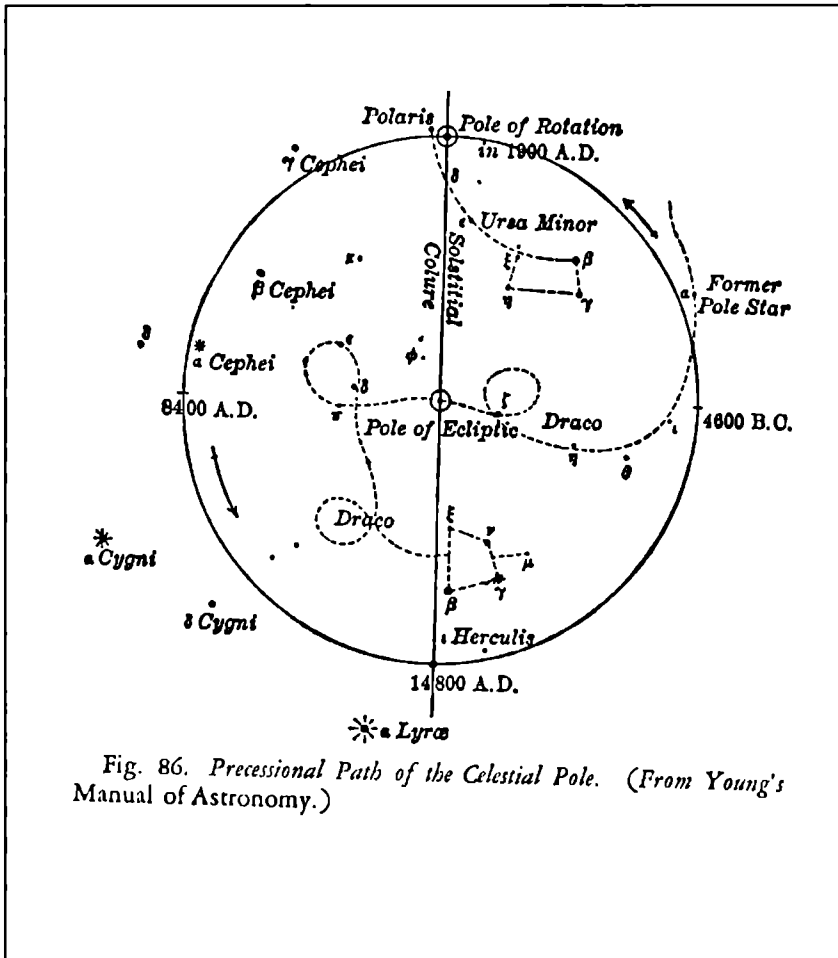 Polaris
Pole of Rotation
in 1900 A.D.
γ Cephei
δ
ε
Ursa Minor
κ
ξ
β
Solstitial
Colure
β Cephei
η
γ
a
Former
Pole Star
δ
a Cephei
ε
φ
δ
8400 A.D.
π
ζ
Draco
ι
4600 B.C.
Pole of Ecliptic
η
θ
Draco
ξ
ν
μ
a Cygni
β
γ
δ Cygni
ι Herculis
14800 A.D.
a Lyræ
Fig. 86. Precessional Path of the Celestial Pole. (From Young's
Manual of Astronomy.)